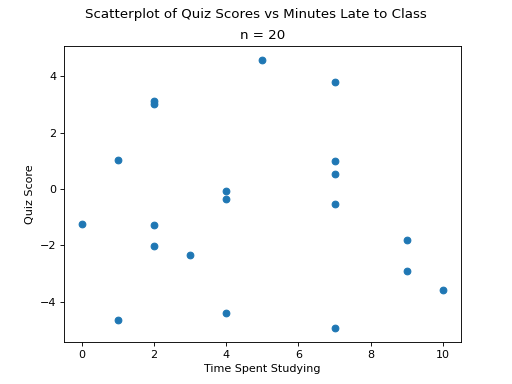 Scatterplot of Quiz Scores vs Minutes Late to Class
n = 20
4
2
0
−2
−4
Quiz Score
0 2 4 6 8 10
Time Spent Studying